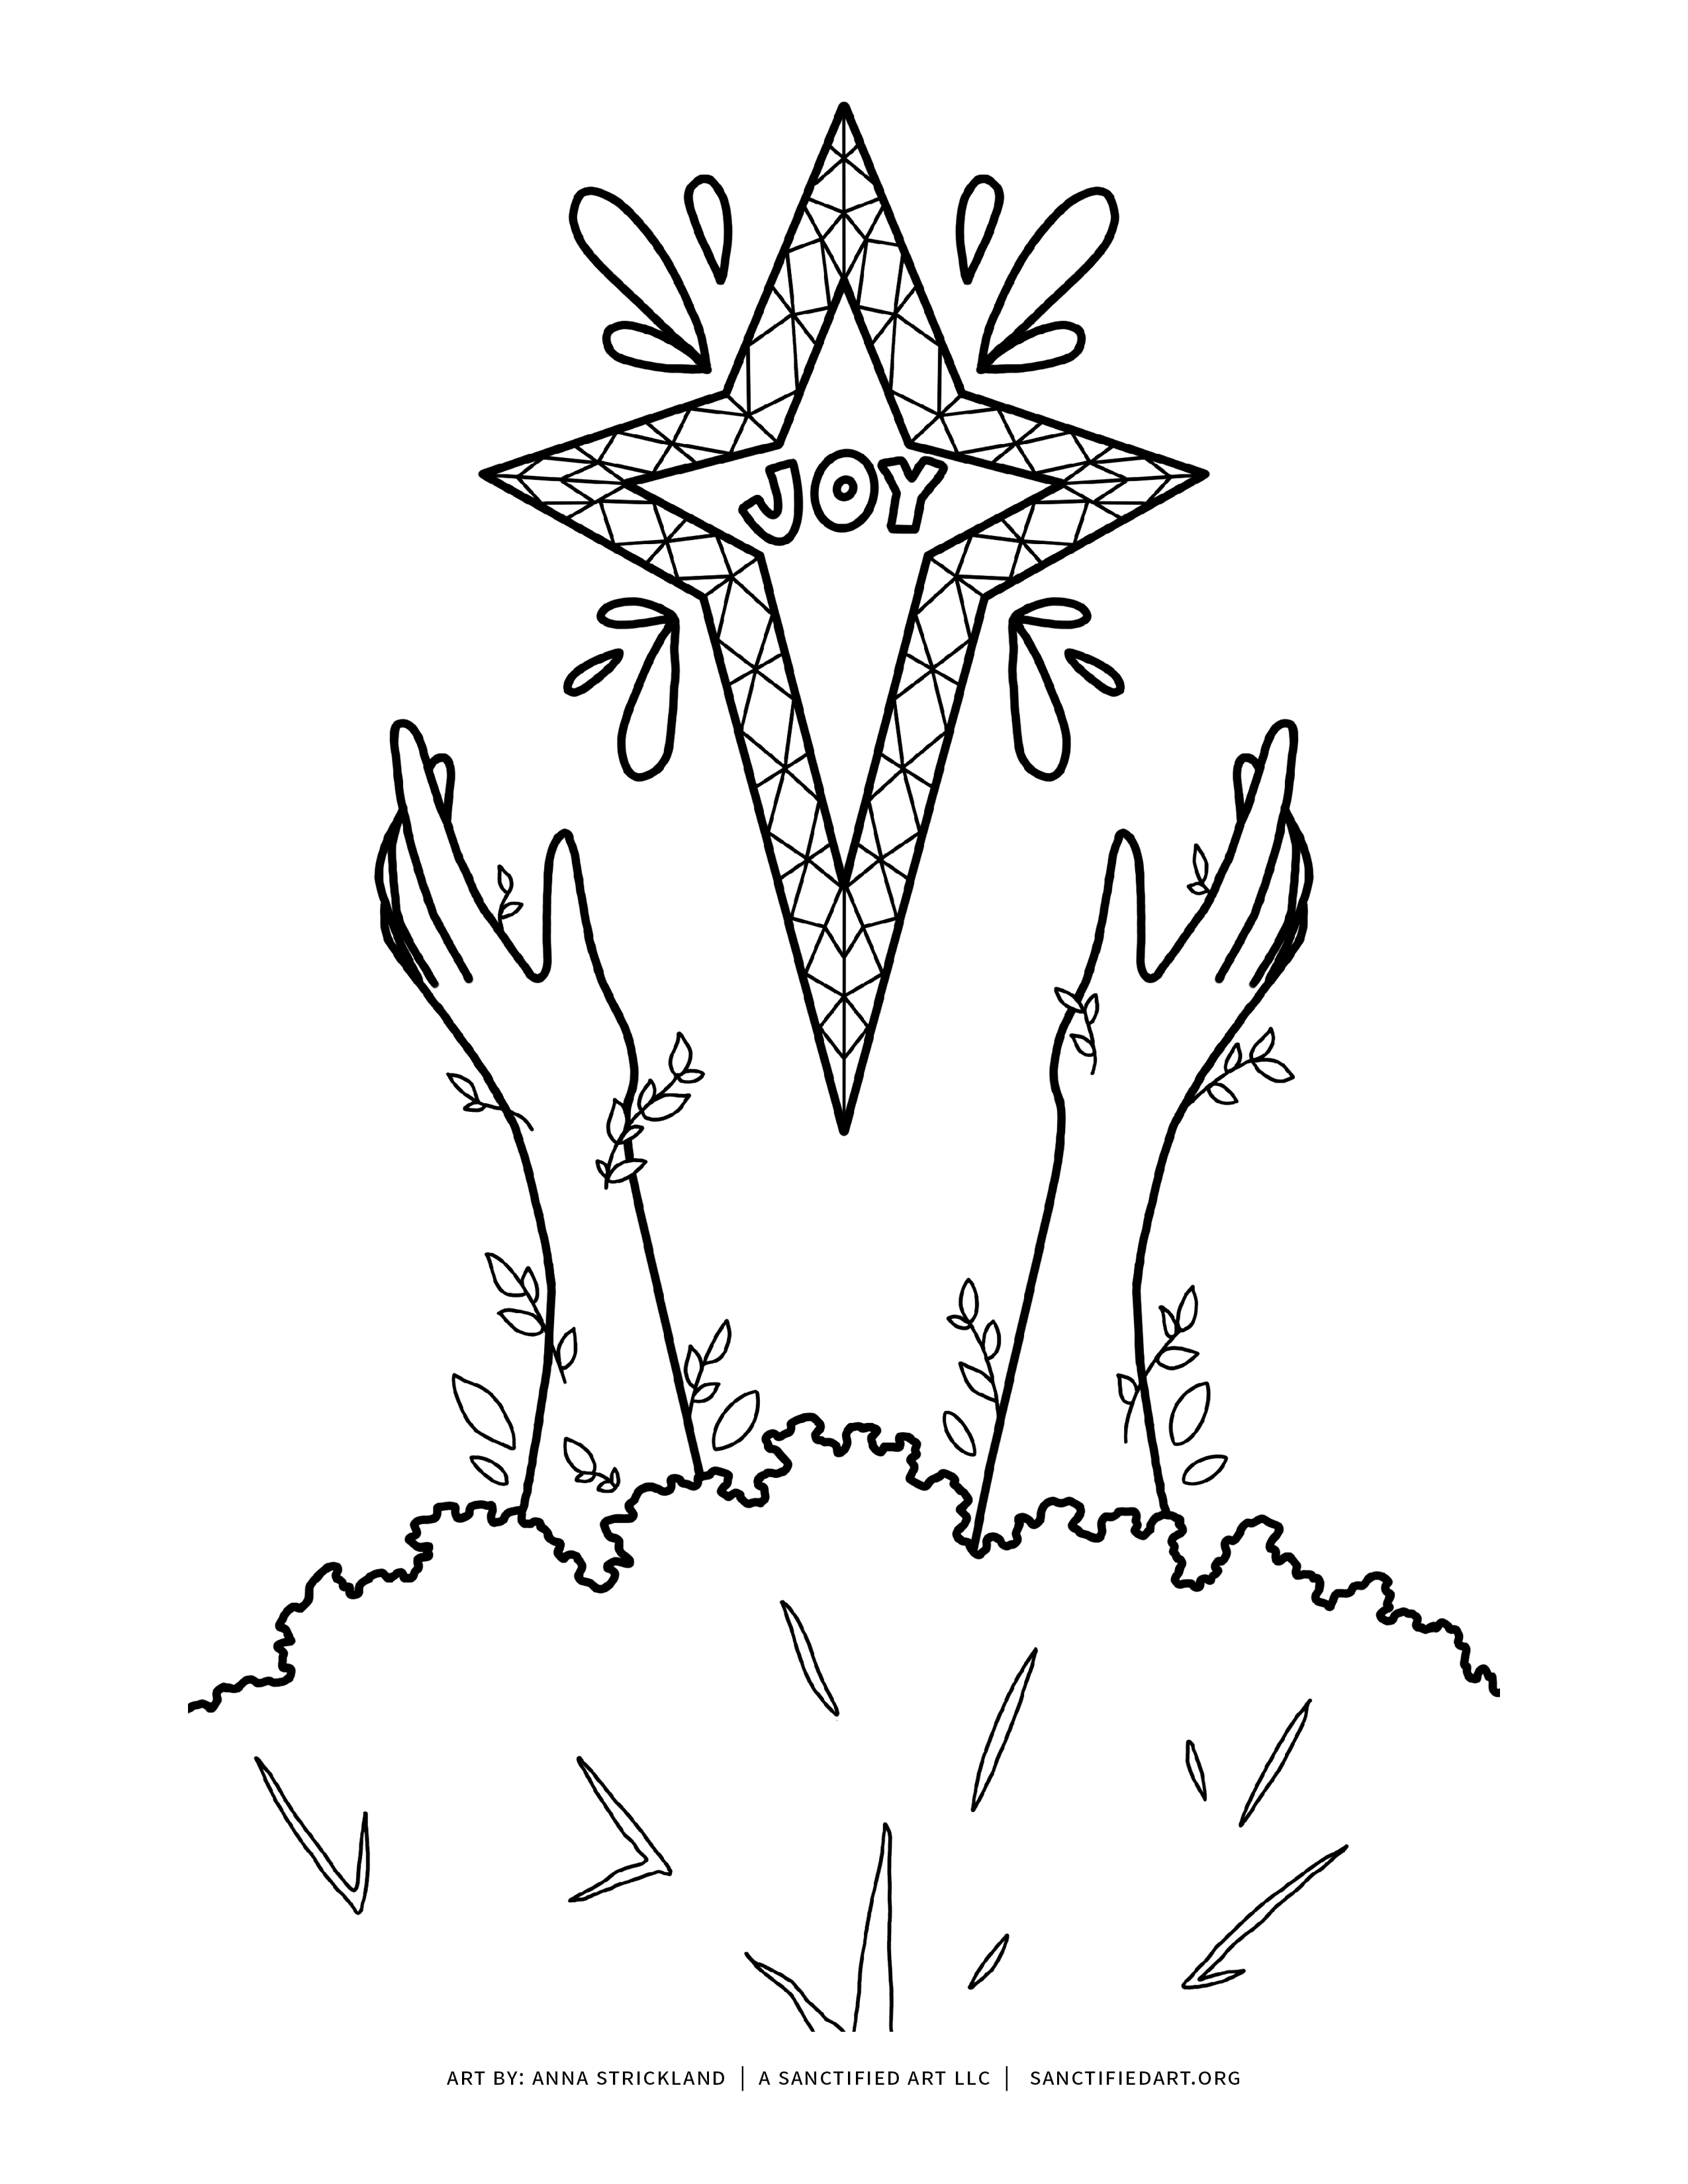 JOY
ART BY: ANNA STRICKLAND | A SANCTIFIED ART LLC | SANCTIFIEDART.ORG